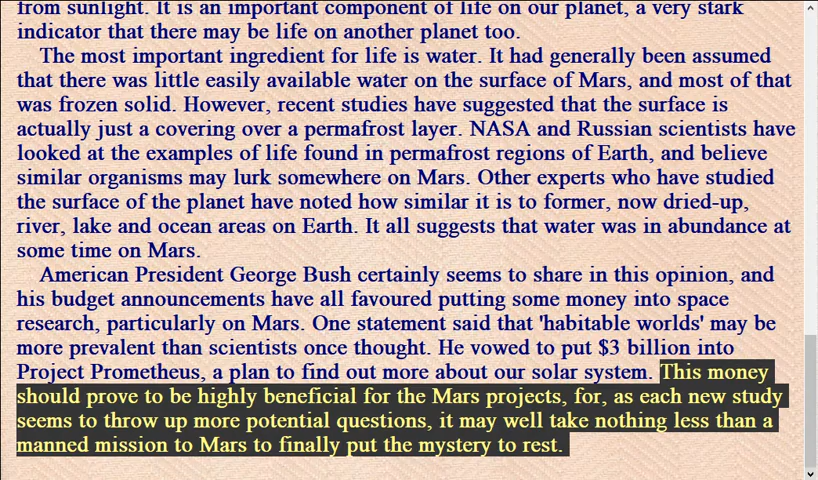 from sunlight. It is an important component of life on our planet, a very stark
indicator that there may be life on another planet too.
The most important ingredient for life is water. It had generally been assumed
that there was little easily available water on the surface of Mars, and most of that
was frozen solid. However, recent studies have suggested that the surface is
actually just a covering over a permafrost layer. NASA and Russian scientists have
looked at the examples of life found in permafrost regions of Earth, and believe
similar organisms may lurk somewhere on Mars. Other experts who have studied
the surface of the planet have noted how similar it is to former, now dried-up,
river, lake and ocean areas on Earth. It all suggests that water was in abundance at
some time on Mars.
American President George Bush certainly seems to share in this opinion, and
his budget announcements have all favoured putting some money into space
research, particularly on Mars. One statement said that 'habitable worlds' may be
more prevalent than scientists once thought. He vowed to put $3 billion into
Project Prometheus, a plan to find out more about our solar system. This money
should prove to be highly beneficial for the Mars projects, for, as each new study
seems to throw up more potential questions, it may well take nothing less than a
manned mission to Mars to finally put the mystery to rest.